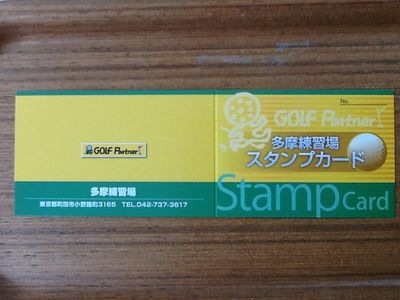 GOLF Partner
多摩練習場
東京都町田市小野路町3165 TEL.042-737-3617
No.
GOLF Partner
多摩練習場
スタンプカード
Stamp Card